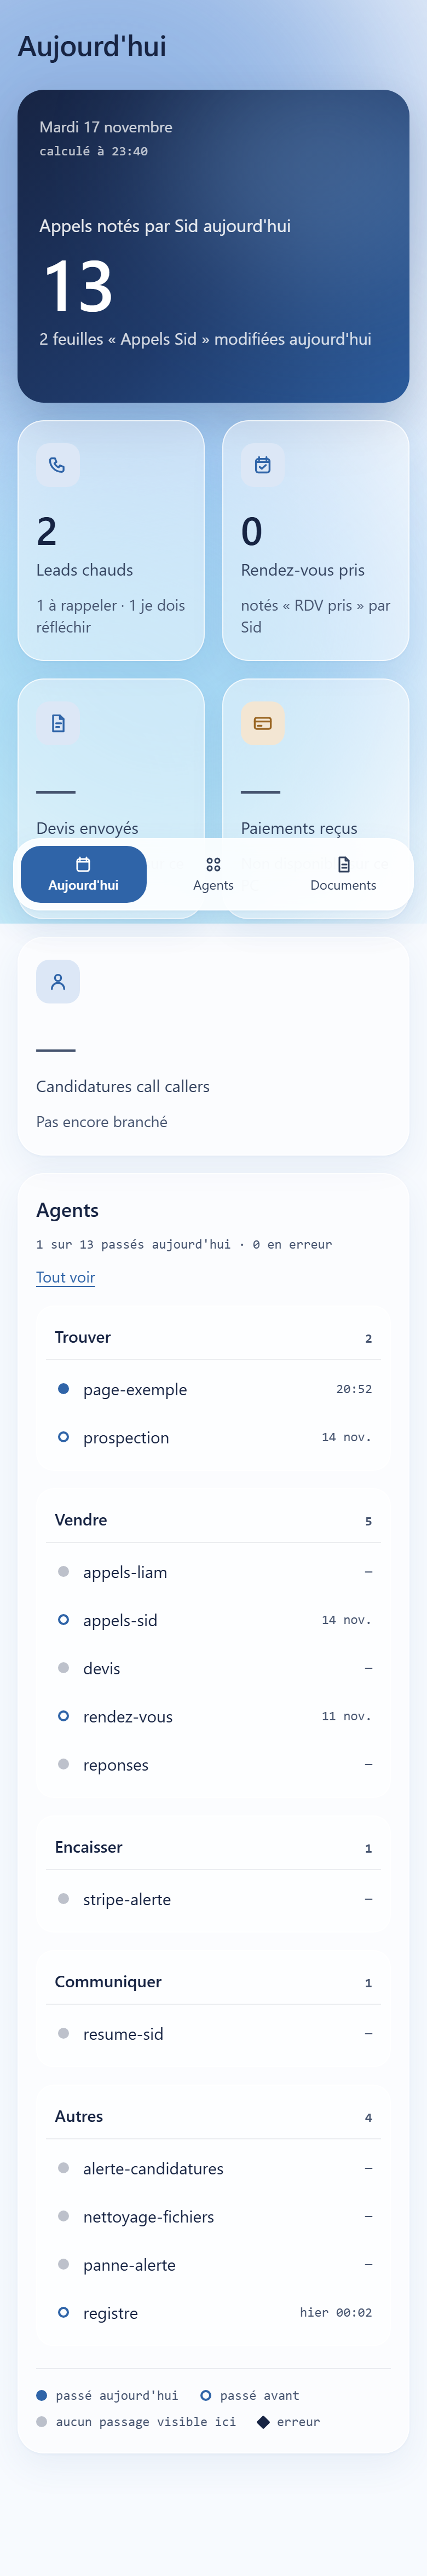 Aujourd'hui
Mardi 17 novembre
calculé à 23:40
Appels notés par Sid aujourd'hui
13
2 feuilles « Appels Sid » modifiées aujourd'hui
2
Leads chauds
1 à rappeler · 1 je dois
réfléchir
0
Rendez-vous pris
notés « RDV pris » par
Sid
—
Devis envoyés
—
Paiements reçus
Aujourd'hui
Agents
Documents
—
Candidatures call callers
Pas encore branché
Agents
1 sur 13 passés aujourd'hui · 0 en erreur
Tout voir
Trouver 2
page-exemple 20:52
prospection 14 nov.
Vendre 5
appels-liam —
appels-sid 14 nov.
devis —
rendez-vous 11 nov.
reponses —
Encaisser 1
stripe-alerte —
Communiquer 1
resume-sid —
Autres 4
alerte-candidatures —
nettoyage-fichiers —
panne-alerte —
registre hier 00:02
passé aujourd'hui passé avant
aucun passage visible ici erreur